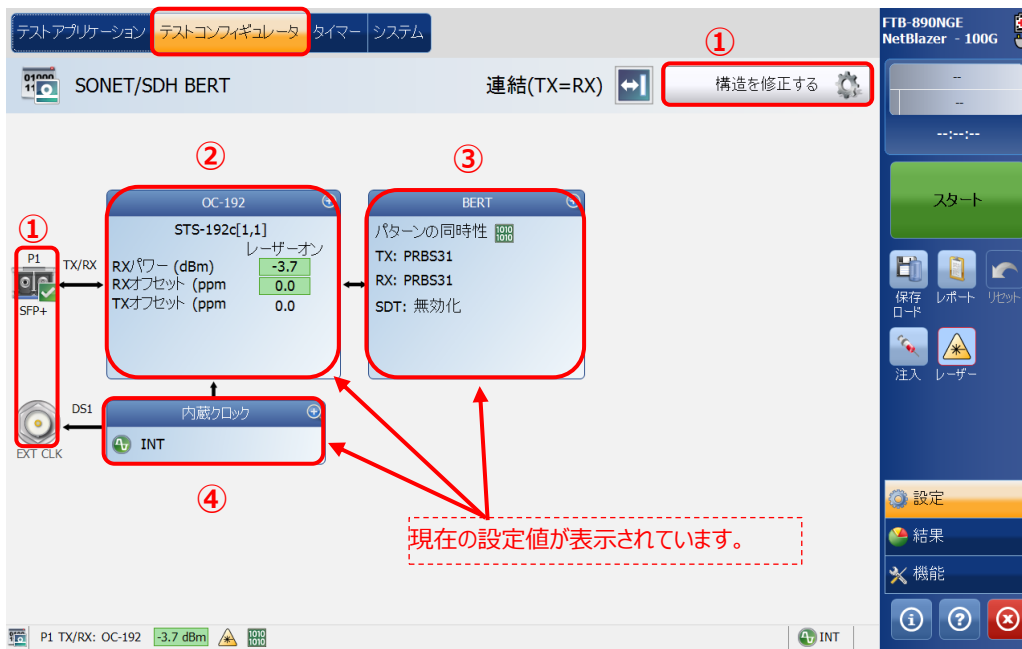 テストアプリケーション テストコンフィギュレータ タイマー システム
FTB-890NGE
NetBlazer - 100G
①
SONET/SDH BERT 連結(TX=RX) 構造を修正する
--
--
--:--:--
② ③
OC-192
STS-192c[1,1]
レーザーオン
RXパワー (dBm) -3.7
RXオフセット (ppm 0.0
TXオフセット (ppm 0.0
BERT
パターンの同時性 1010 1010
TX: PRBS31
RX: PRBS31
SDT: 無効化
①
P1
TX/RX
SFP+
スタート
保存
ロード
レポート
リセット
注入
レーザー
DS1
EXT CLK
内蔵クロック
INT
④
現在の設定値が表示されています。
設定
結果
機能
P1 TX/RX: OC-192 -3.7 dBm 1010 1010 INT